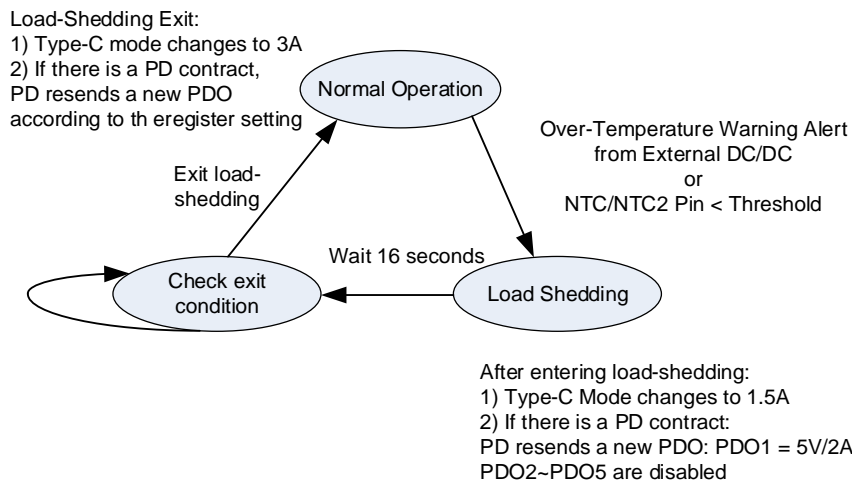 Load-Shedding Exit:
1) Type-C mode changes to 3A
2) If there is a PD contract,
PD resends a new PDO
according to th eregister setting
Normal Operation
Over-Temperature Warning Alert
from External DC/DC
or
NTC/NTC2 Pin < Threshold
Exit load-
shedding
Wait 16 seconds
Check exit
condition
Load Shedding
After entering load-shedding:
1) Type-C Mode changes to 1.5A
2) If there is a PD contract:
PD resends a new PDO: PDO1 = 5V/2A
PDO2~PDO5 are disabled